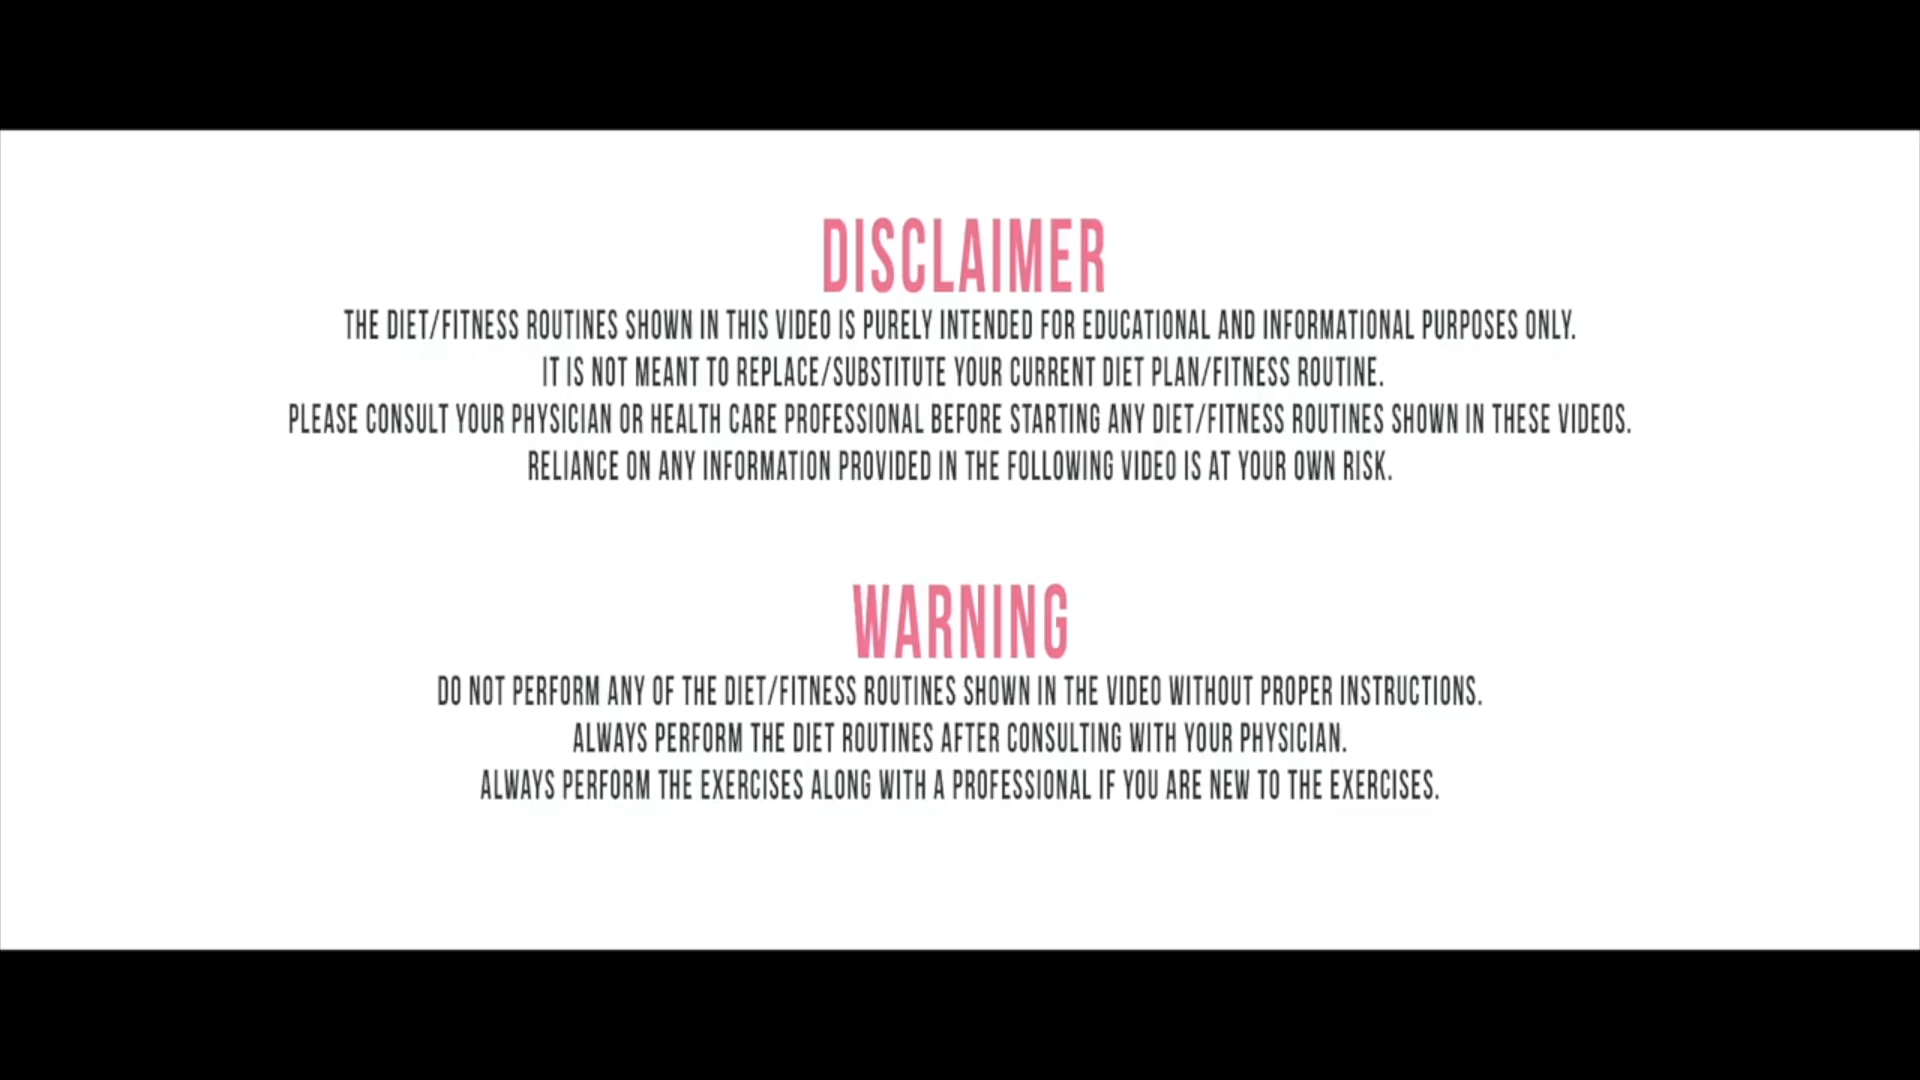 DISCLAIMER
THE DIET/FITNESS ROUTINES SHOWN IN THIS VIDEO IS PURELY INTENDED FOR EDUCATIONAL AND INFORMATIONAL PURPOSES ONLY.
IT IS NOT MEANT TO REPLACE/SUBSTITUTE YOUR CURRENT DIET PLAN/FITNESS ROUTINE.
PLEASE CONSULT YOUR PHYSICIAN OR HEALTH CARE PROFESSIONAL BEFORE STARTING ANY DIET/FITNESS ROUTINES SHOWN IN THESE VIDEOS.
RELIANCE ON ANY INFORMATION PROVIDED IN THE FOLLOWING VIDEO IS AT YOUR OWN RISK.
WARNING
DO NOT PERFORM ANY OF THE DIET/FITNESS ROUTINES SHOWN IN THE VIDEO WITHOUT PROPER INSTRUCTIONS.
ALWAYS PERFORM THE DIET ROUTINES AFTER CONSULTING WITH YOUR PHYSICIAN.
ALWAYS PERFORM THE EXERCISES ALONG WITH A PROFESSIONAL IF YOU ARE NEW TO THE EXERCISES.